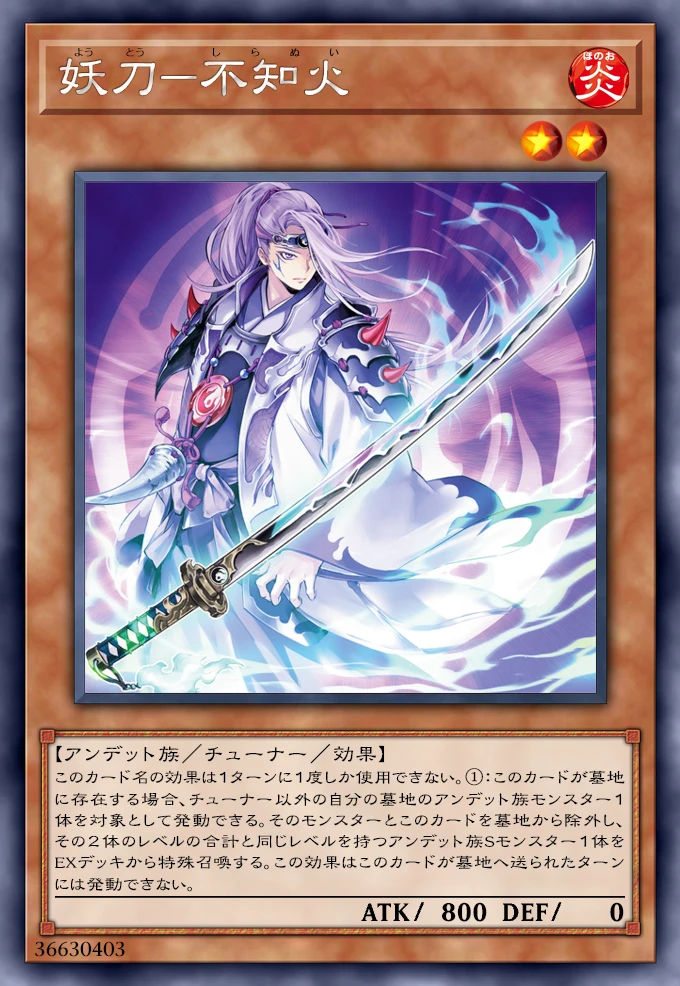 よう とう しらぬい
妖刀－不知火
ほのお
炎
【アンデット族／チューナー／効果】
このカード名の効果は1ターンに1度しか使用できない。①:このカードが墓地
に存在する場合、チューナー以外の自分の墓地のアンデット族モンスター1
体を対象として発動できる。そのモンスターとこのカードを墓地から除外し、
その2体のレベルの合計と同じレベルを持つアンデット族Sモンスター1体を
EXデッキから特殊召喚する。この効果はこのカードが墓地へ送られたターン
には発動できない。
ATK/ 800 DEF/ 0
36630403